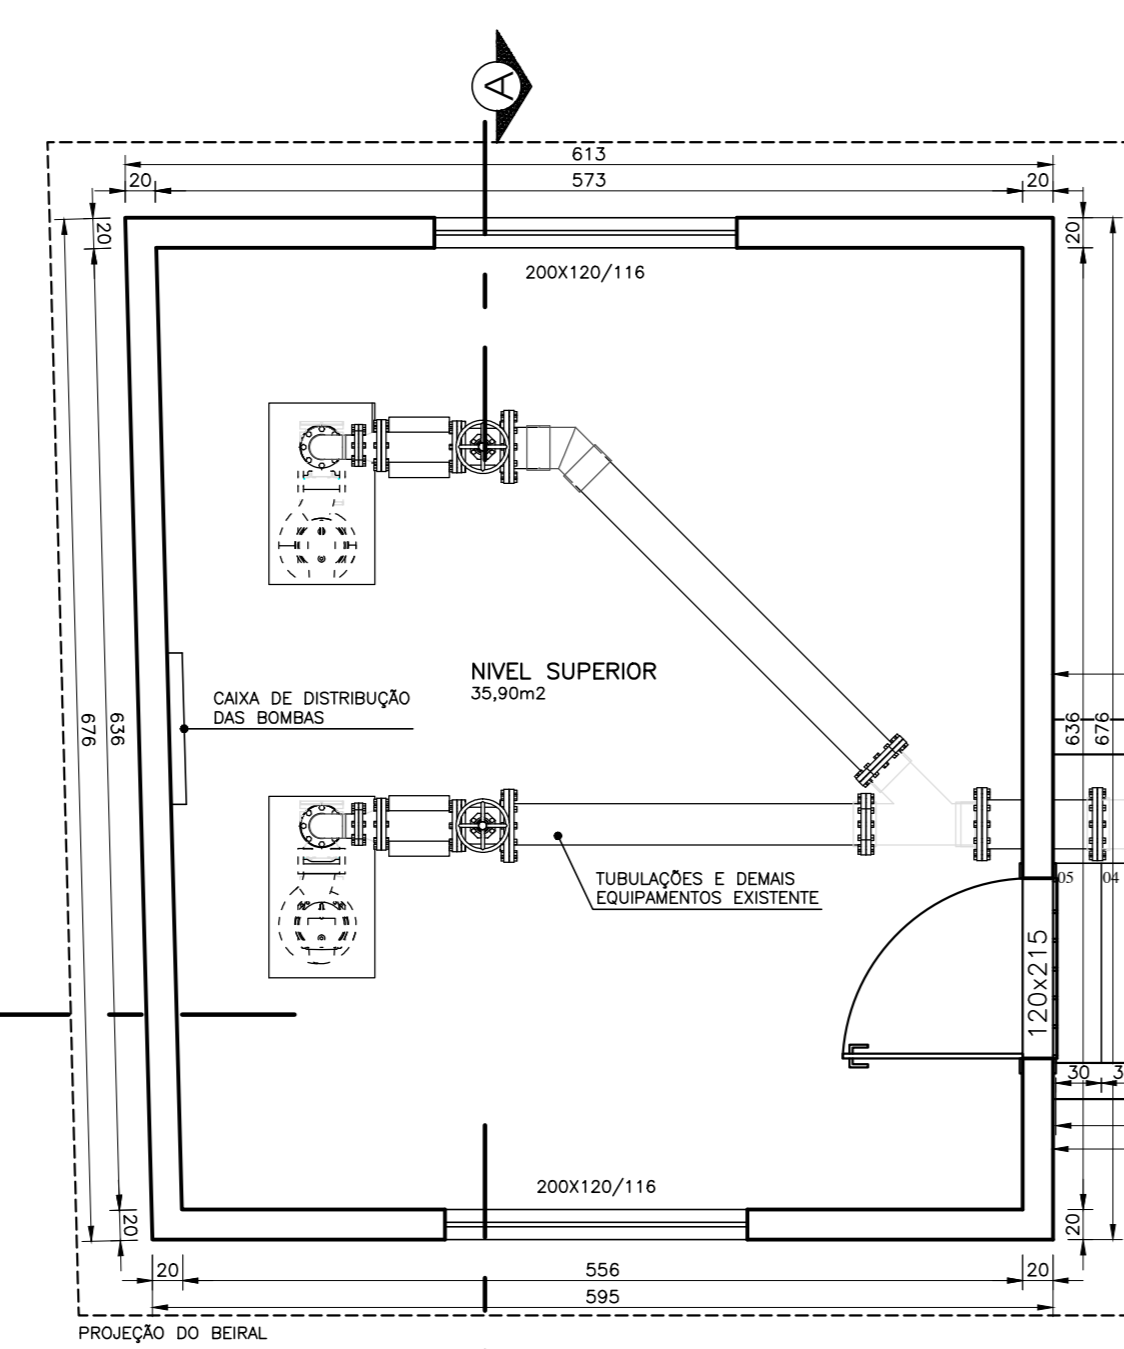 A
613
20 573 20
20
20
200X120/116
NIVEL SUPERIOR
35,90m2
CAIXA DE DISTRIBUÇÃO
DAS BOMBAS
676
636
636
676
TUBULAÇÕES E DEMAIS
EQUIPAMENTOS EXISTENTE
05
04
120x215
30
3
200X120/116
20
20
20 556 20
595
PROJEÇÃO DO BEIRAL